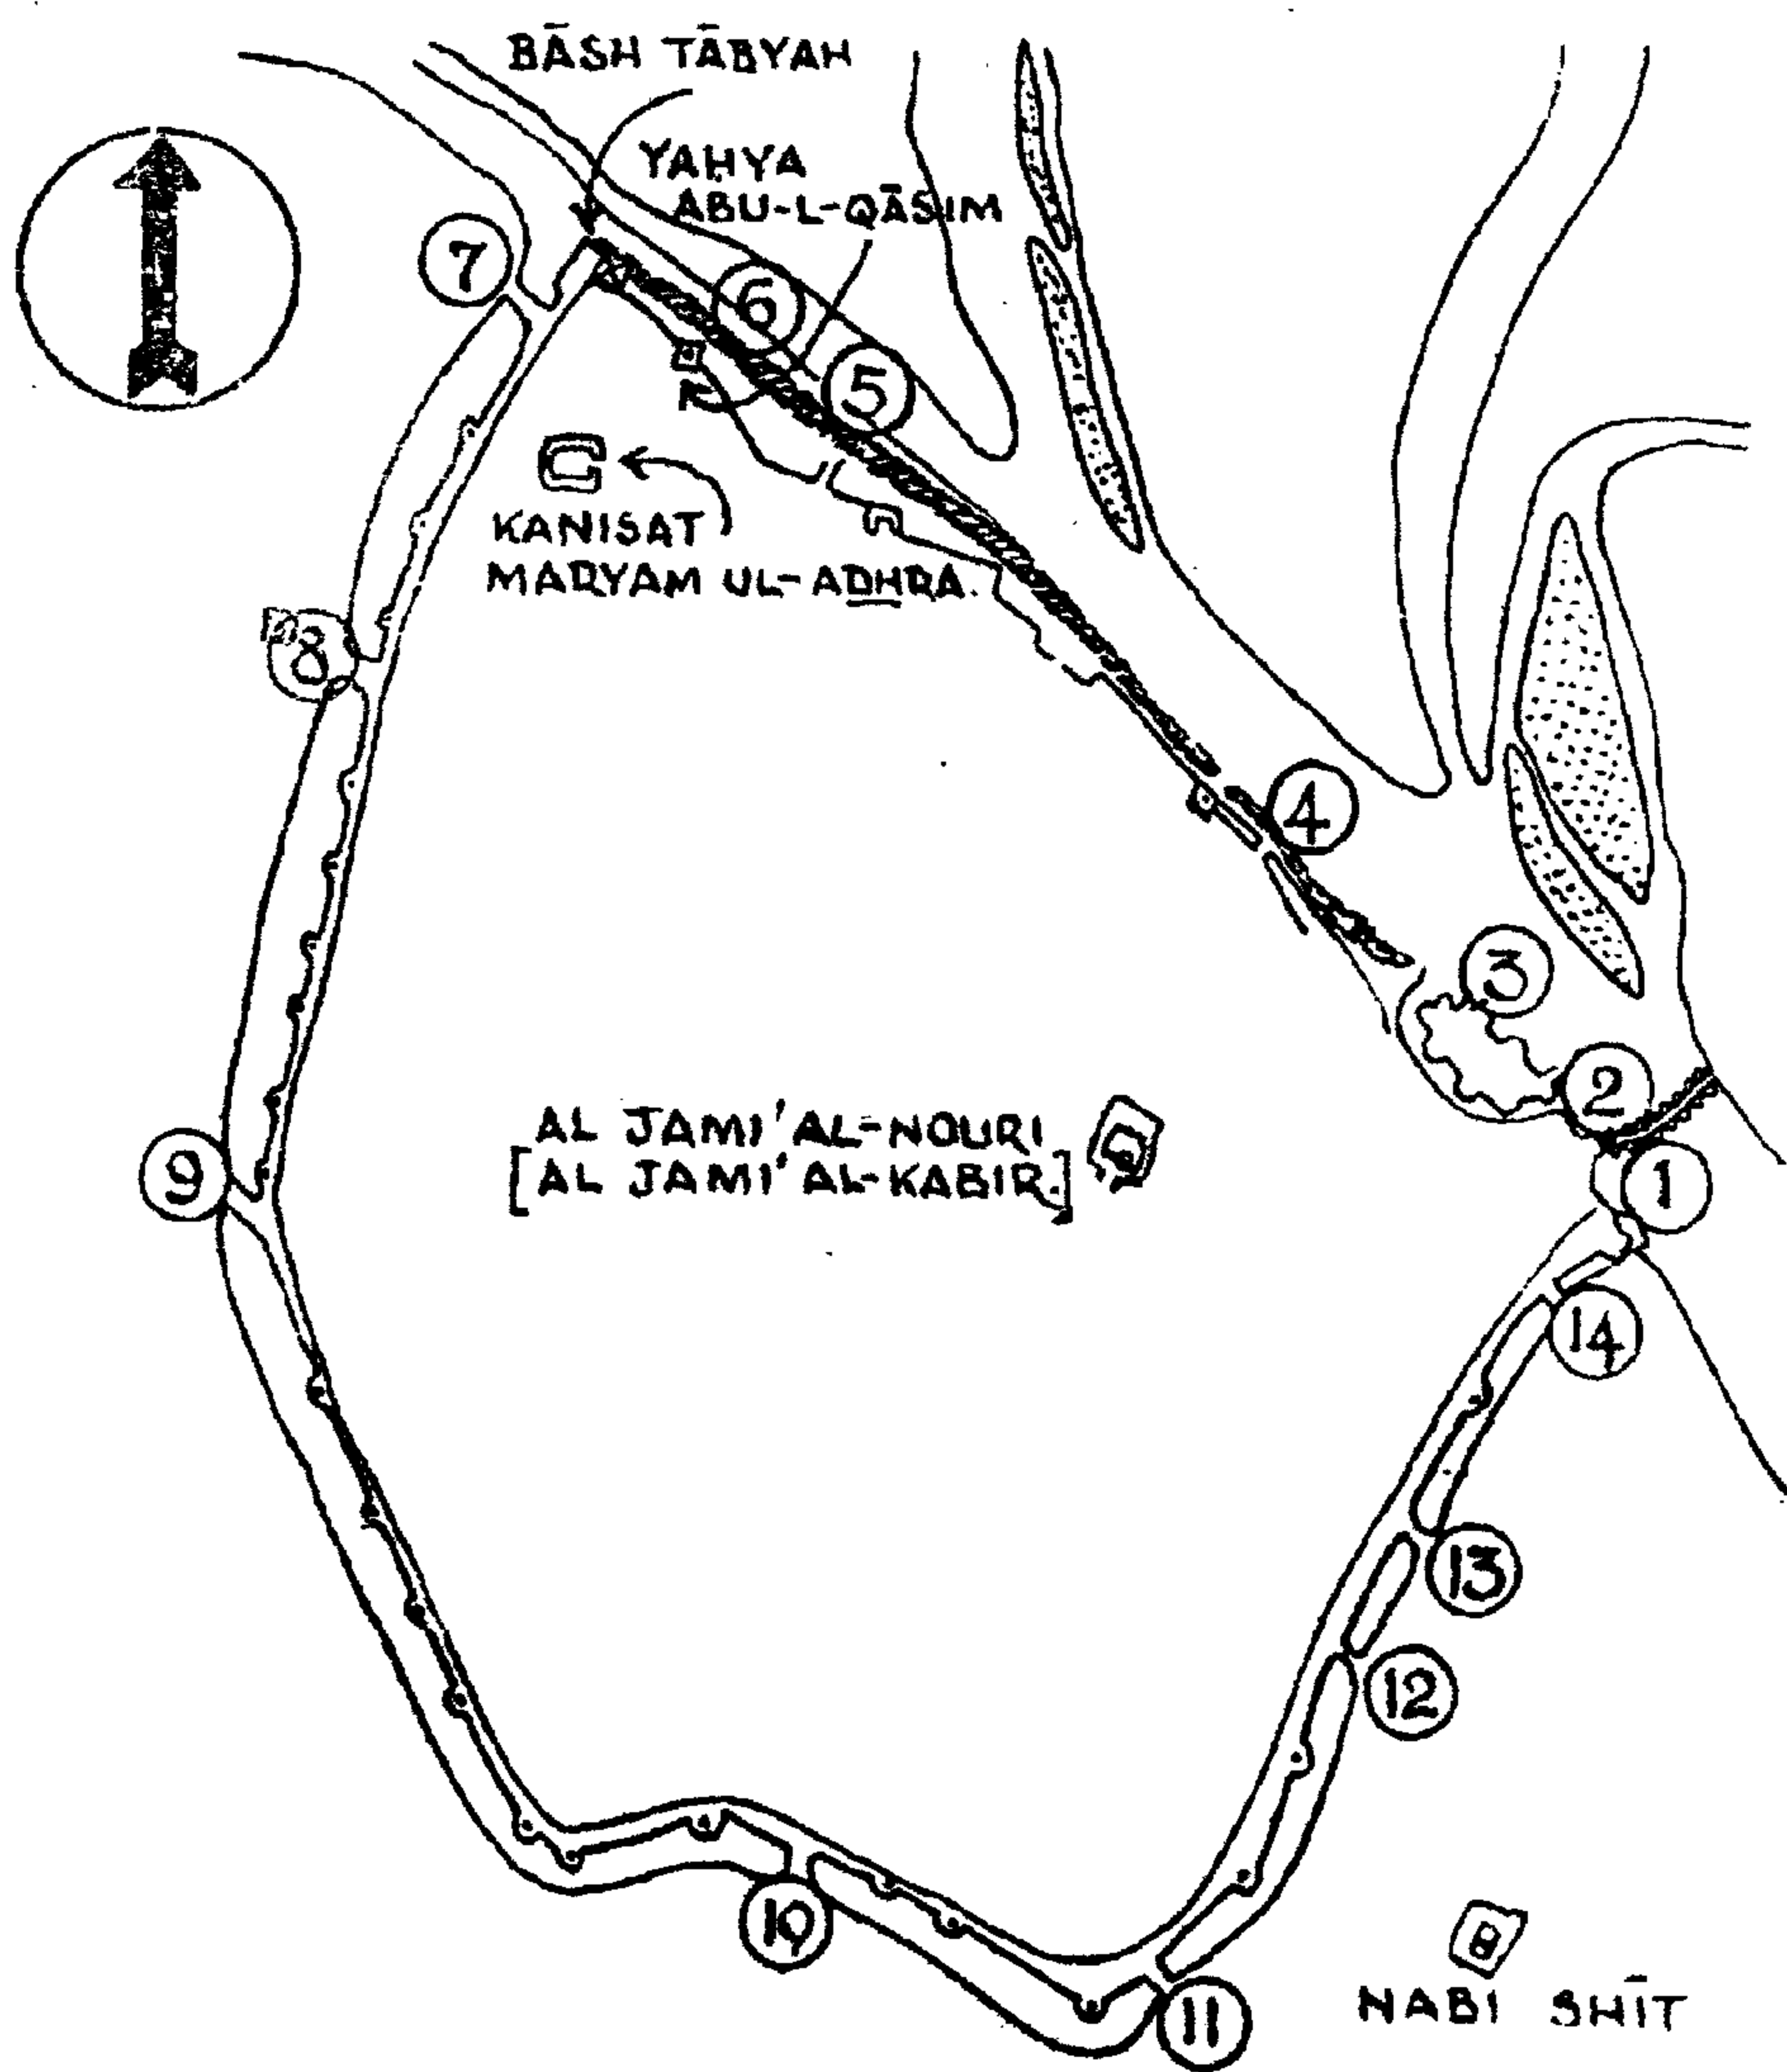 BĀSH TĀBYAH
YAHYA
ABU-L-QĀSIM
7
6
5
KANISAT
MARYAM UL-ADHRA.
8
4
3
2
AL JAMI' AL-NOURI
[AL JAMI' AL-KABIR.]
9
1
14
13
12
10
11
NABI SHĪT